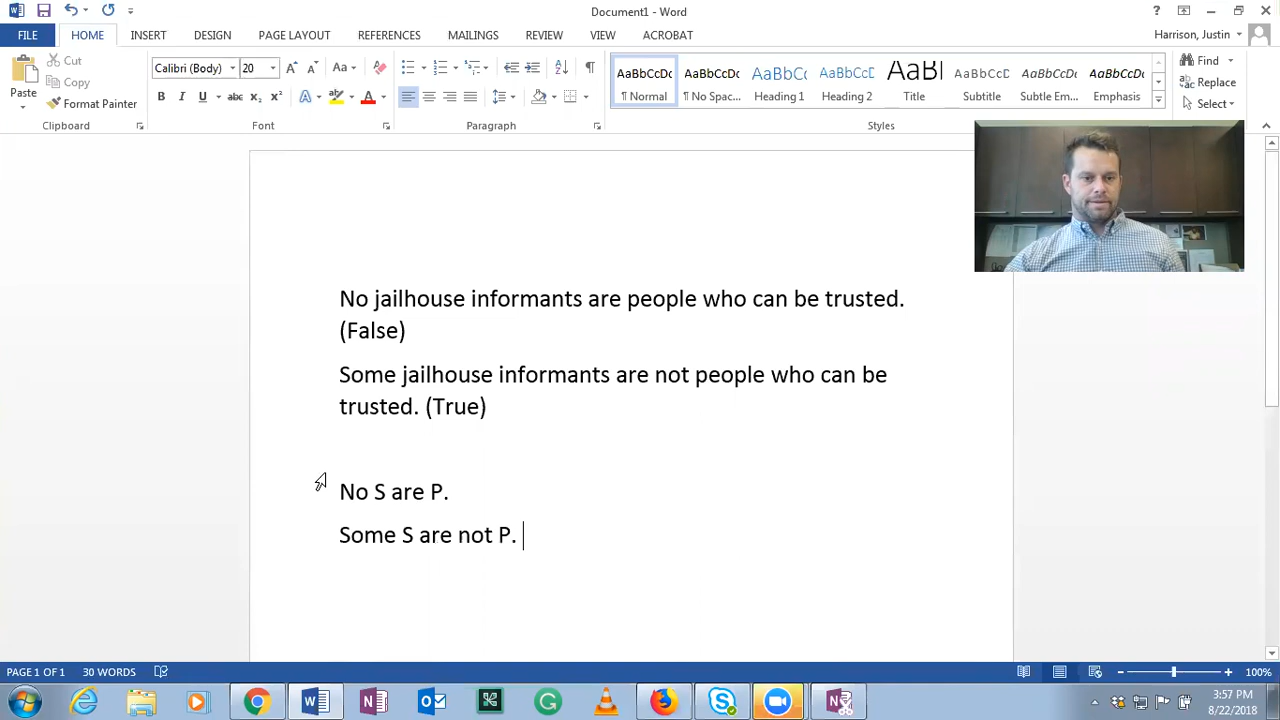 Document1 - Word
?
FILE
HOME
INSERT
DESIGN
PAGE LAYOUT
REFERENCES
MAILINGS
REVIEW
VIEW
ACROBAT
Harrison, Justin
Paste
Cut
Copy
Format Painter
Clipboard
Calibri (Body)
20
Font
Paragraph
AaBbCcDc
¶ Normal
AaBbCcDc
¶ No Spac...
AaBbCc
Heading 1
AaBbCcC
Heading 2
AaBl
Title
AaBbCcC
Subtitle
AaBbCcDc
Subtle Em...
AaBbCcDc
Emphasis
Styles
Find
Replace
Select
No jailhouse informants are people who can be trusted.
(False)
Some jailhouse informants are not people who can be
trusted. (True)
No S are P.
Some S are not P.
PAGE 1 OF 1
30 WORDS
100%
3:57 PM
8/22/2018